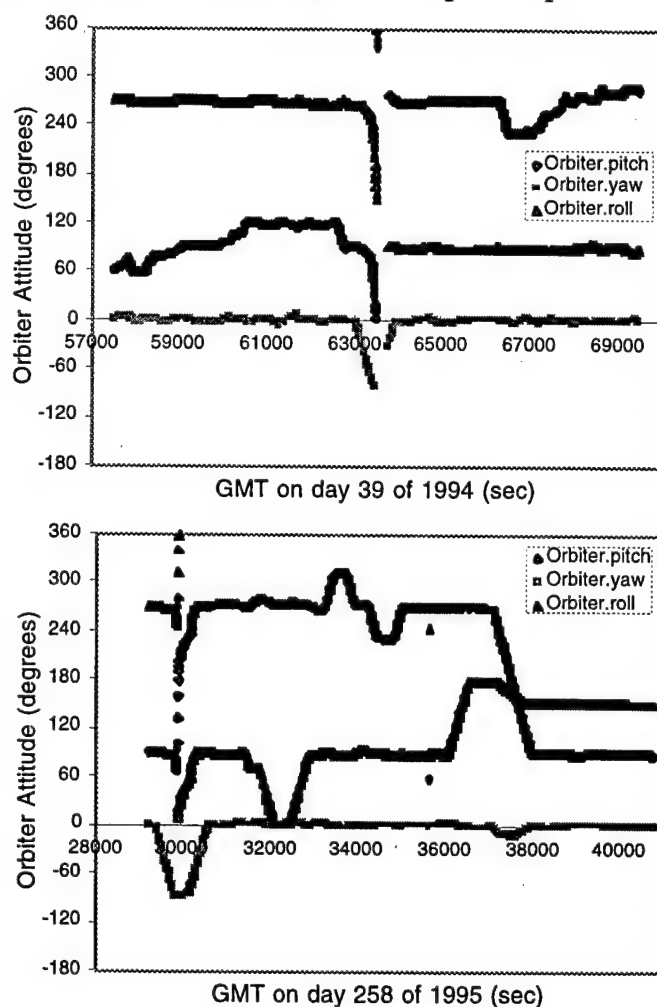 360
300
240
180
120
60
0
-60
-120
-180
57000 59000 61000 63000 65000 67000 69000
Orbiter Attitude (degrees)
Orbiter.pitch
Orbiter.yaw
Orbiter.roll
GMT on day 39 of 1994 (sec)
360
300
240
180
120
60
0
-60
-120
-180
28000 30000 32000 34000 36000 38000 40000
Orbiter Attitude (degrees)
Orbiter.pitch
Orbiter.yaw
Orbiter.roll
GMT on day 258 of 1995 (sec)